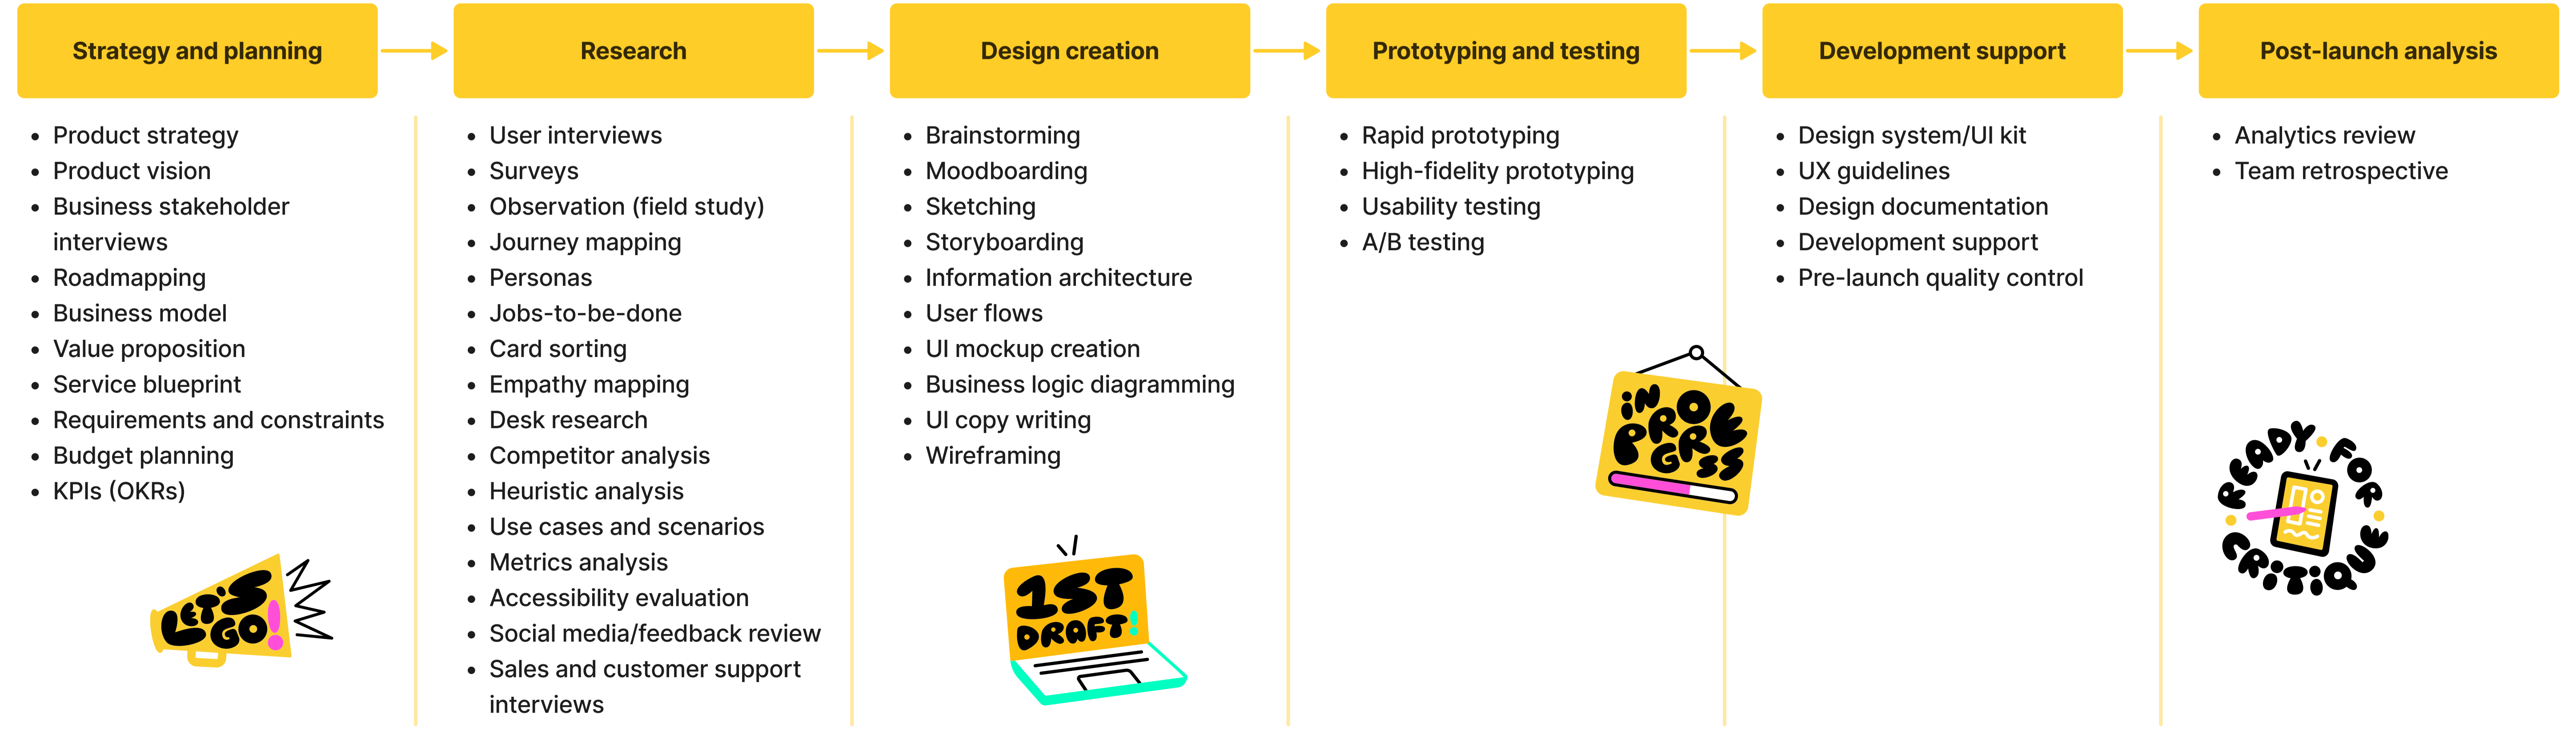 Strategy and planning
Product strategy
Product vision
Business stakeholder
interviews
Roadmapping
Business model
Value proposition
Service blueprint
Requirements and constraints
Budget planning
KPIs (OKRs)
LET'S
GO!
Research
User interviews
Surveys
Observation (field study)
Journey mapping
Personas
Jobs-to-be-done
Card sorting
Empathy mapping
Desk research
Competitor analysis
Heuristic analysis
Use cases and scenarios
Metrics analysis
Accessibility evaluation
Social media/feedback review
Sales and customer support
interviews
Design creation
Brainstorming
Moodboarding
Sketching
Storyboarding
Information architecture
User flows
UI mockup creation
Business logic diagramming
UI copy writing
Wireframing
1ST
DRAFT!
Prototyping and testing
Rapid prototyping
High-fidelity prototyping
Usability testing
A/B testing
iN
PROGRESS
Development support
Design system/UI kit
UX guidelines
Design documentation
Development support
Pre-launch quality control
Post-launch analysis
Analytics review
Team retrospective
READY FOR
CRiTiQUE